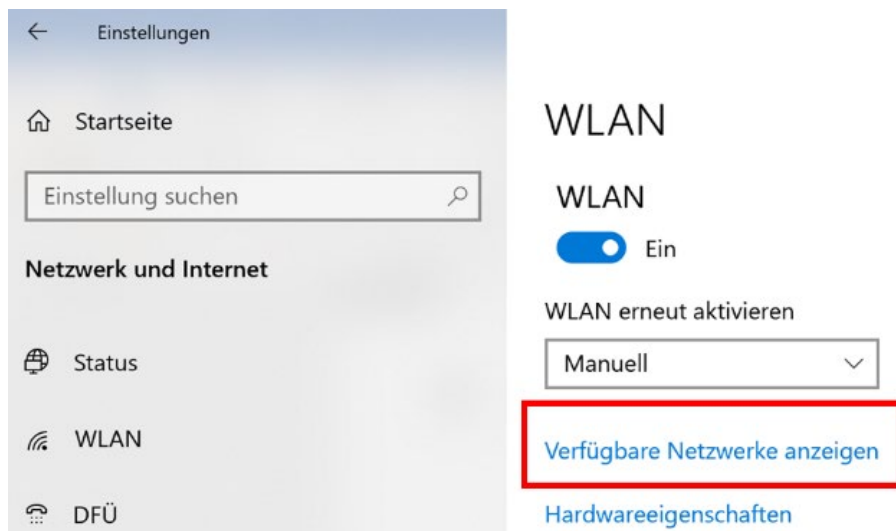 Einstellungen
Startseite
Einstellung suchen
Netzwerk und Internet
Status
WLAN
DFÜ
WLAN
WLAN
Ein
WLAN erneut aktivieren
Manuell
Verfügbare Netzwerke anzeigen
Hardwareeigenschaften